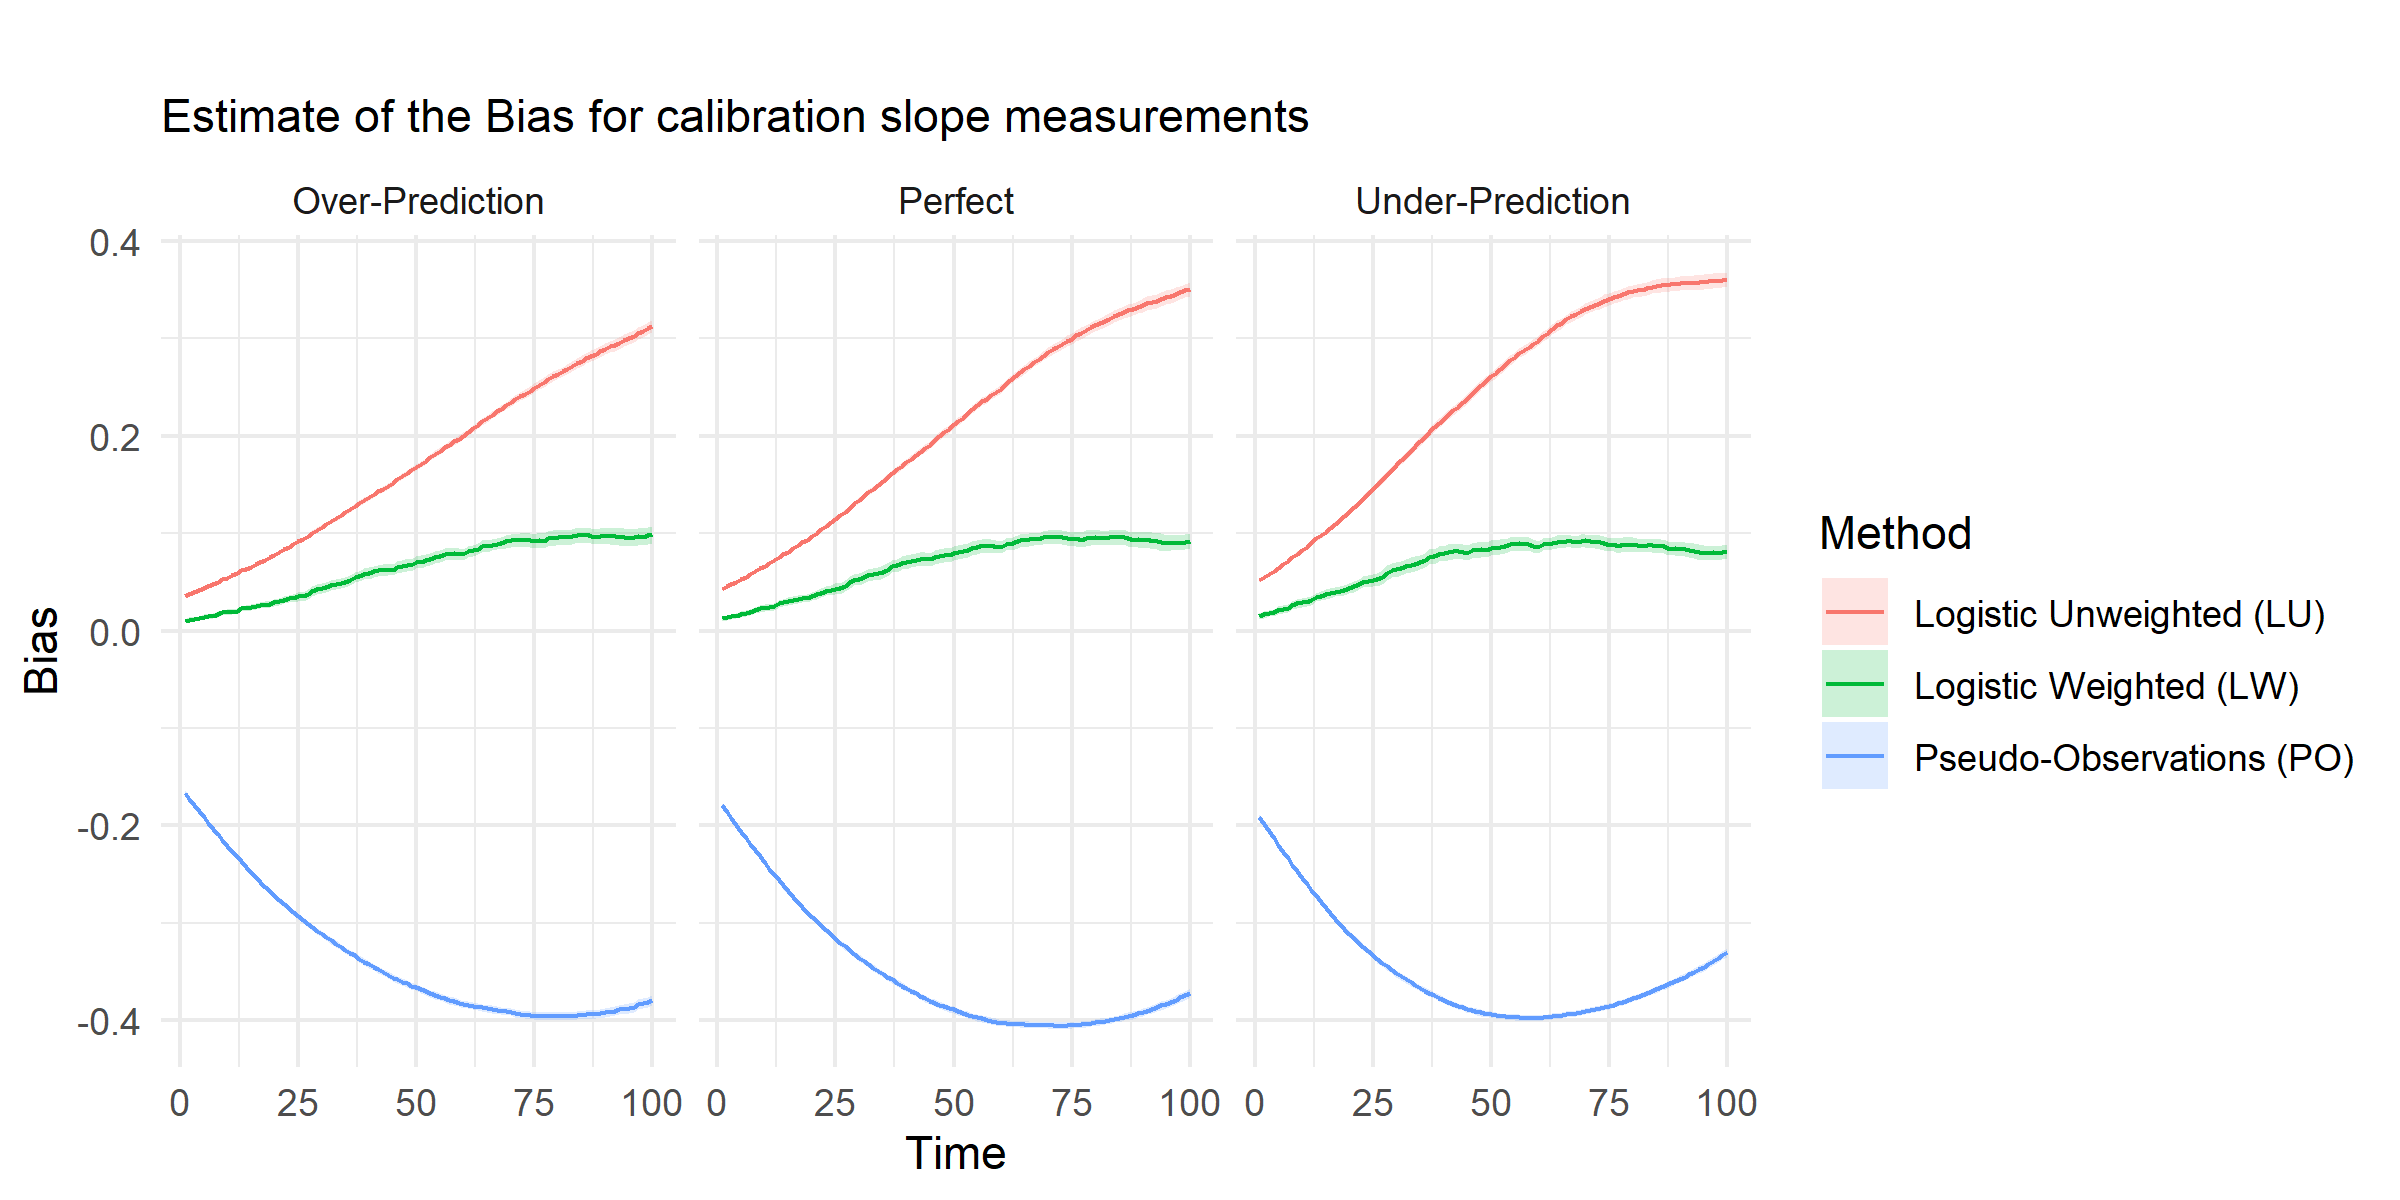 Estimate of the Bias for calibration slope measurements
Over-Prediction Perfect Under-Prediction
0.4
0.2
0.0
-0.2
-0.4
Bias
0 25 50 75 100 0 25 50 75 100 0 25 50 75 100
Time
Method
Logistic Unweighted (LU)
Logistic Weighted (LW)
Pseudo-Observations (PO)